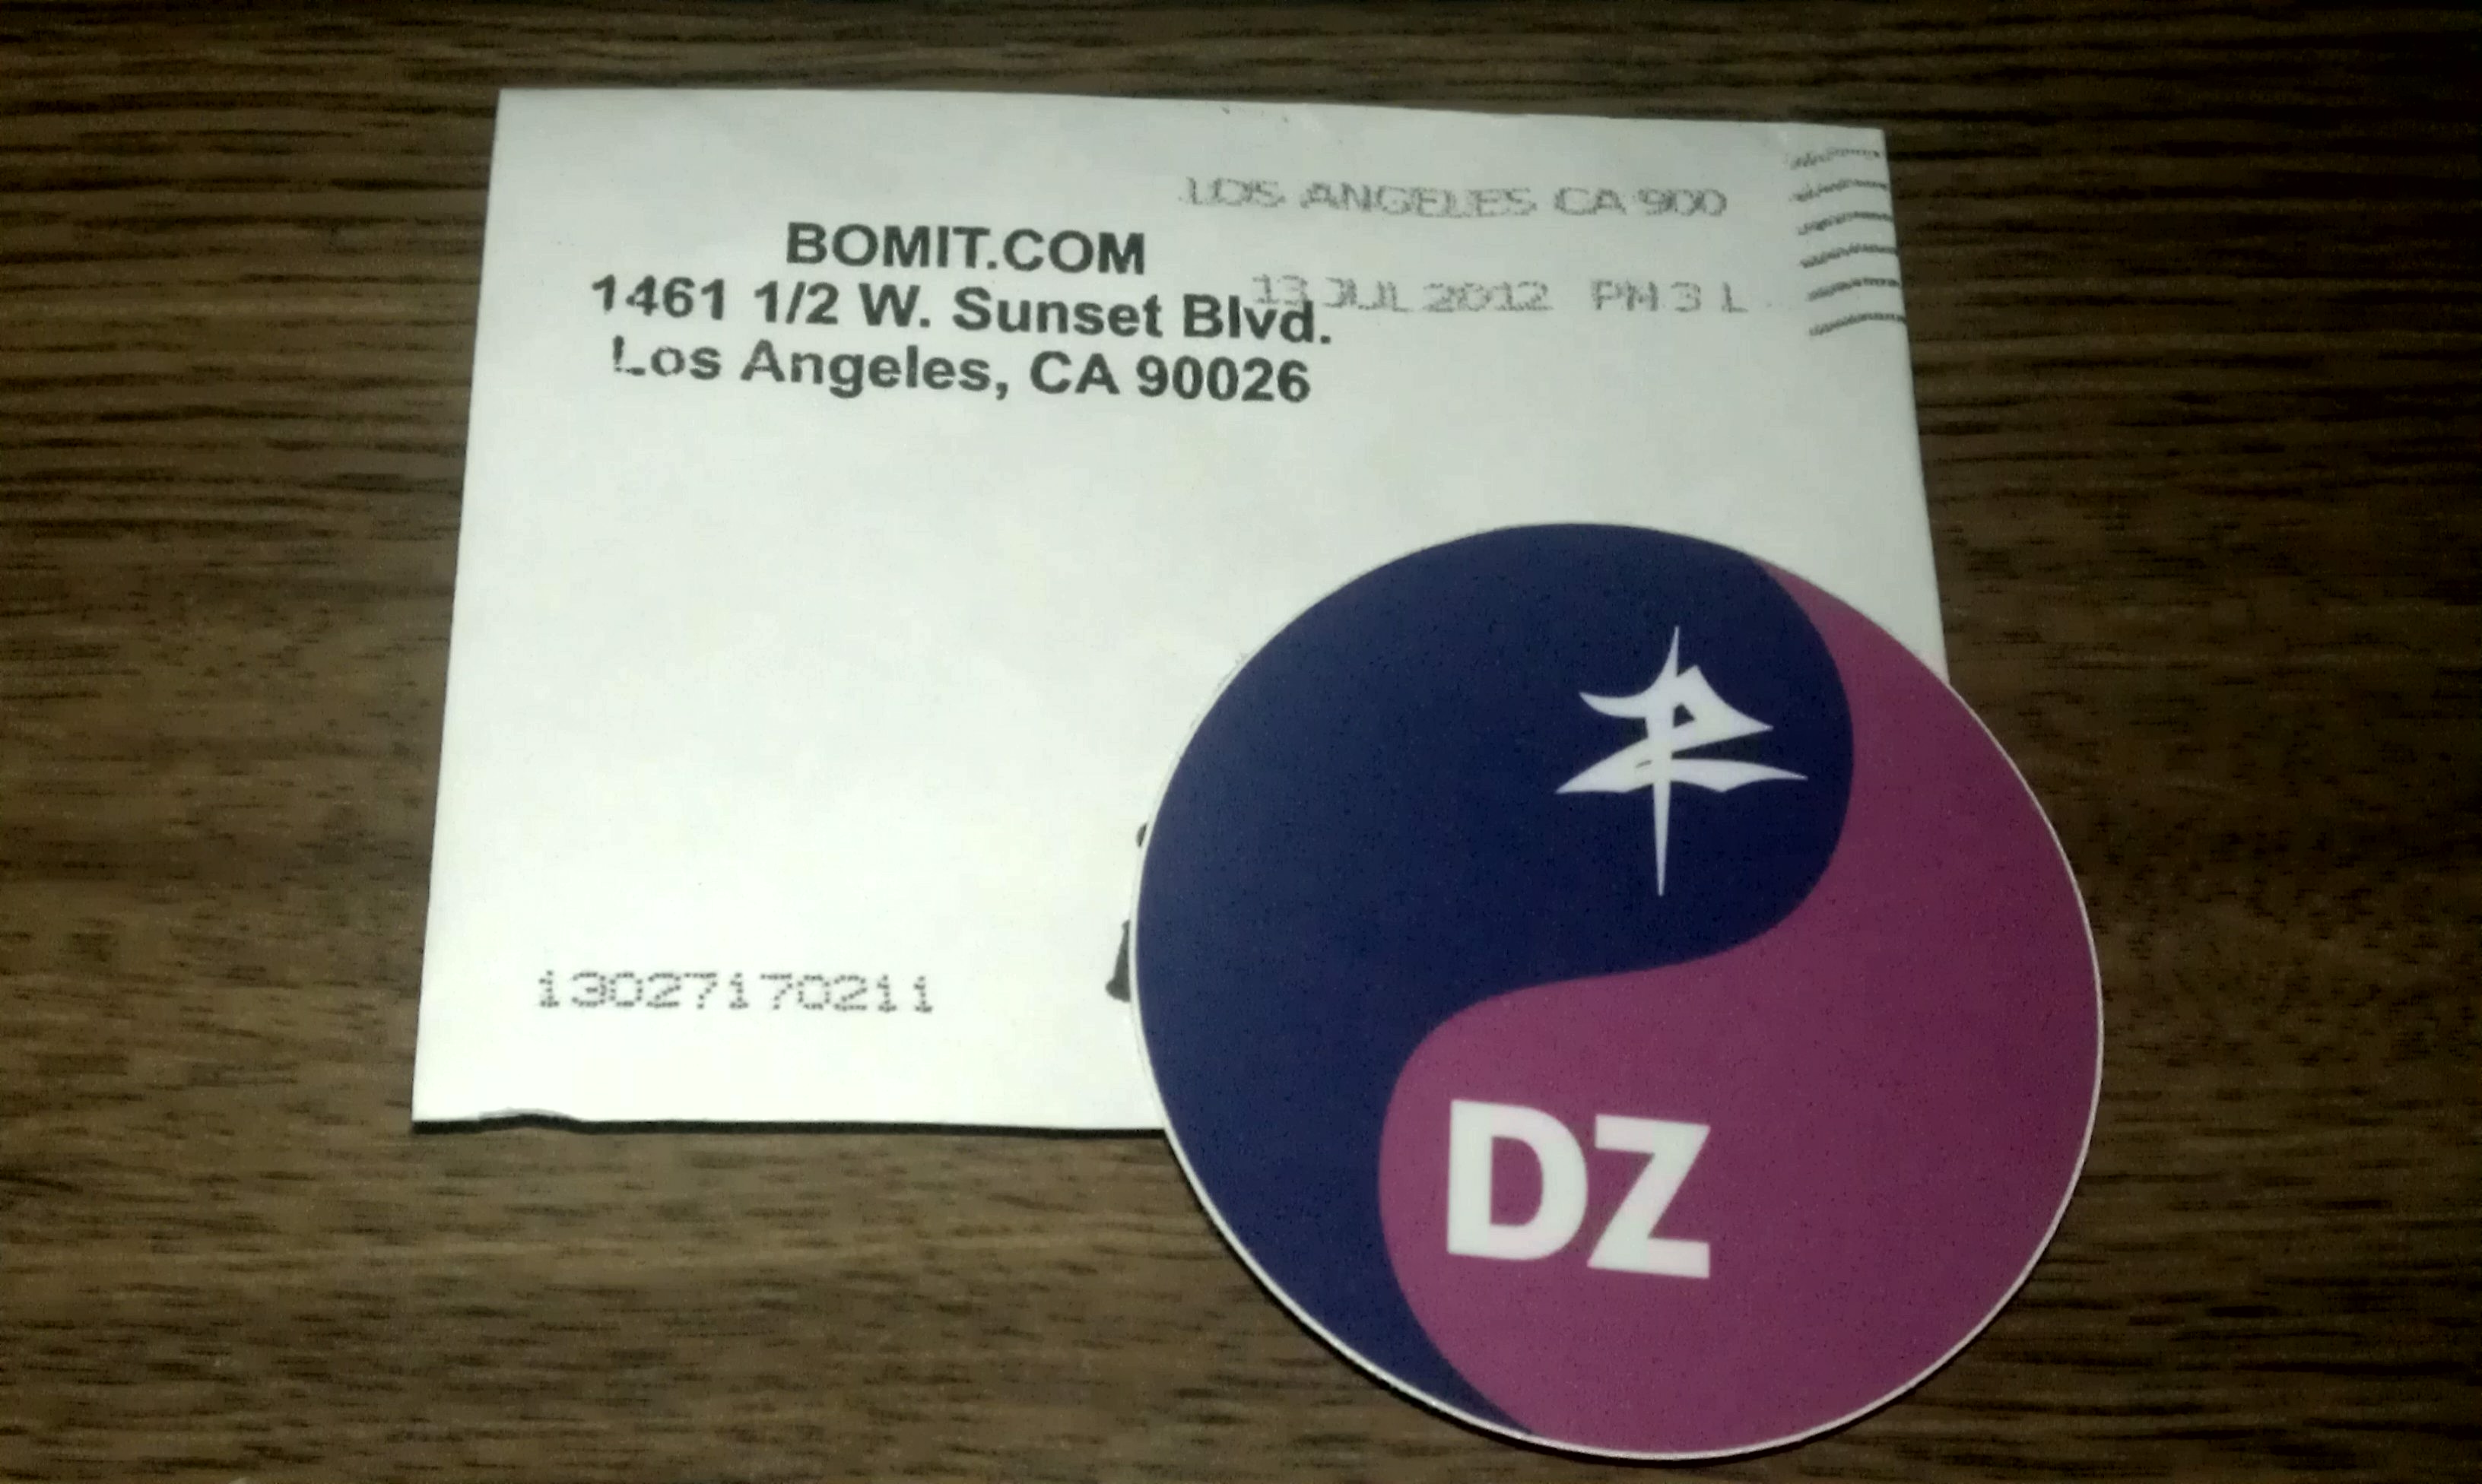 LOS ANGELES CA 900
13 JUL 2012 PM 3 L
BOMIT.COM
1461 1/2 W. Sunset Blvd.
Los Angeles, CA 90026
13027170211
DZ